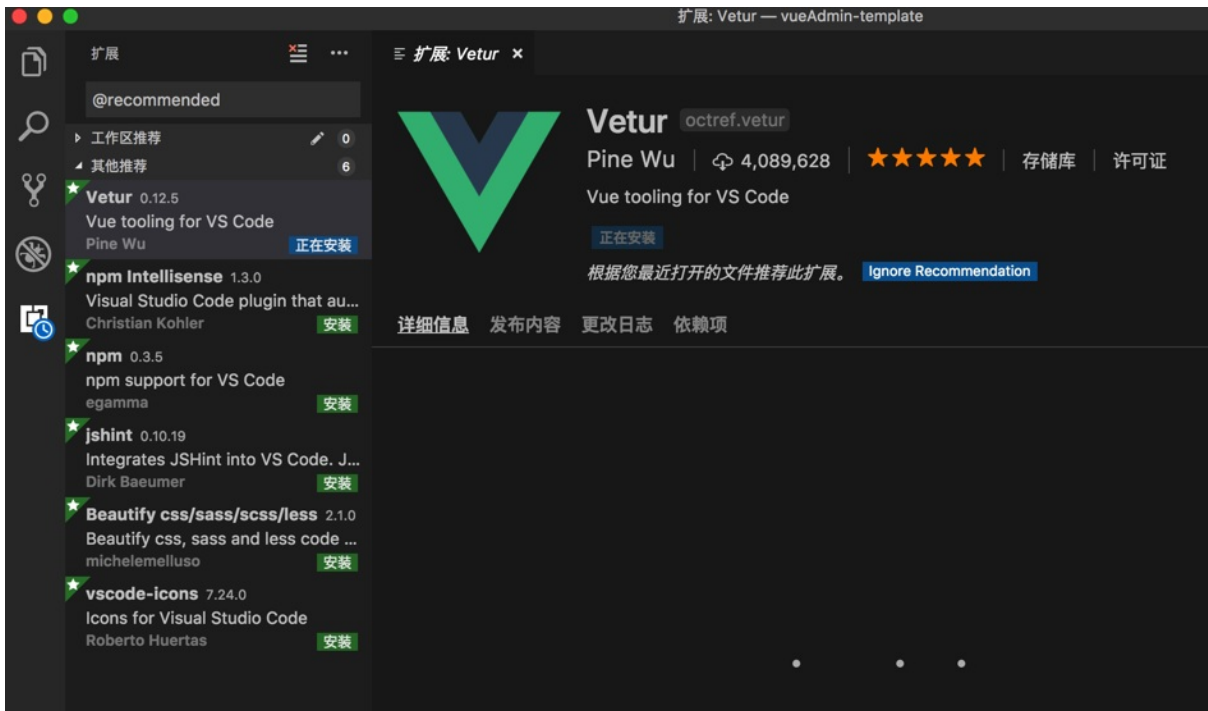 扩展: Vetur — vueAdmin-template
扩展
@recommended
工作区推荐 0
其他推荐 6
Vetur 0.12.5
Vue tooling for VS Code
Pine Wu 正在安装
npm Intellisense 1.3.0
Visual Studio Code plugin that au...
Christian Kohler 安装
npm 0.3.5
npm support for VS Code
egamma 安装
jshint 0.10.19
Integrates JSHint into VS Code. J...
Dirk Baeumer 安装
Beautify css/sass/scss/less 2.1.0
Beautify css, sass and less code ...
michelemelluso 安装
vscode-icons 7.24.0
Icons for Visual Studio Code
Roberto Huertas 安装
扩展: Vetur ×
Vetur octref.vetur
Pine Wu 4,089,628 存储库 许可证
Vue tooling for VS Code
正在安装
根据您最近打开的文件推荐此扩展。 Ignore Recommendation
详细信息 发布内容 更改日志 依赖项